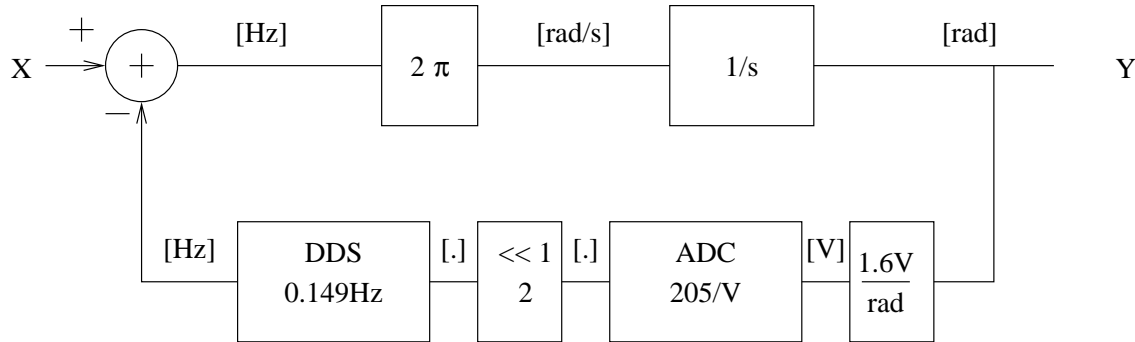 +
[Hz]
[rad/s]
[rad]
X
+
2 π
1/s
Y
−
[Hz]
DDS
0.149Hz
[.]
<< 1
2
[.]
ADC
205/V
[V]
1.6V
rad